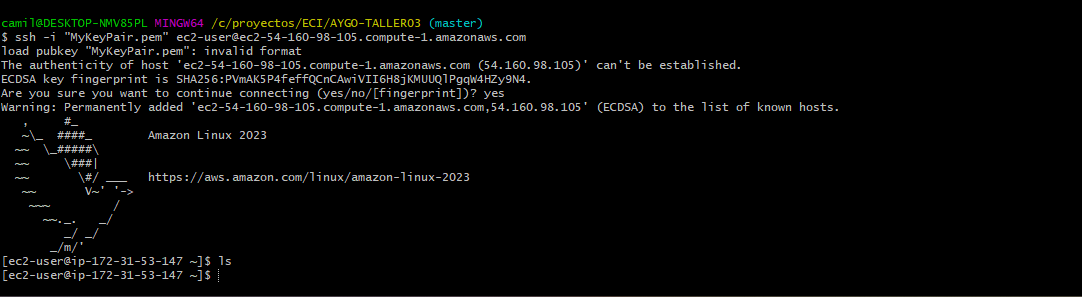 camil@DESKTOP-NMV85PL MINGW64 /c/proyectos/ECI/AYGO-TALLER03 (master)
$ ssh -i "MyKeyPair.pem" ec2-user@ec2-54-160-98-105.compute-1.amazonaws.com
load pubkey "MyKeyPair.pem": invalid format
The authenticity of host 'ec2-54-160-98-105.compute-1.amazonaws.com (54.160.98.105)' can't be established.
ECDSA key fingerprint is SHA256:PVmAK5P4feffQCnCAwiVII6H8jKMUUQlPgqW4HZy9N4.
Are you sure you want to continue connecting (yes/no/[fingerprint])? yes
Warning: Permanently added 'ec2-54-160-98-105.compute-1.amazonaws.com,54.160.98.105' (ECDSA) to the list of known hosts.
   ,     #_
   ~\_  ####_        Amazon Linux 2023
  ~~  \_#####\
  ~~     \###|
  ~~       \#/ ___   https://aws.amazon.com/linux/amazon-linux-2023
   ~~       V~' '->
    ~~~         /
      ~~._.   _/
         _/ _/
       _/m/'
[ec2-user@ip-172-31-53-147 ~]$ ls
[ec2-user@ip-172-31-53-147 ~]$